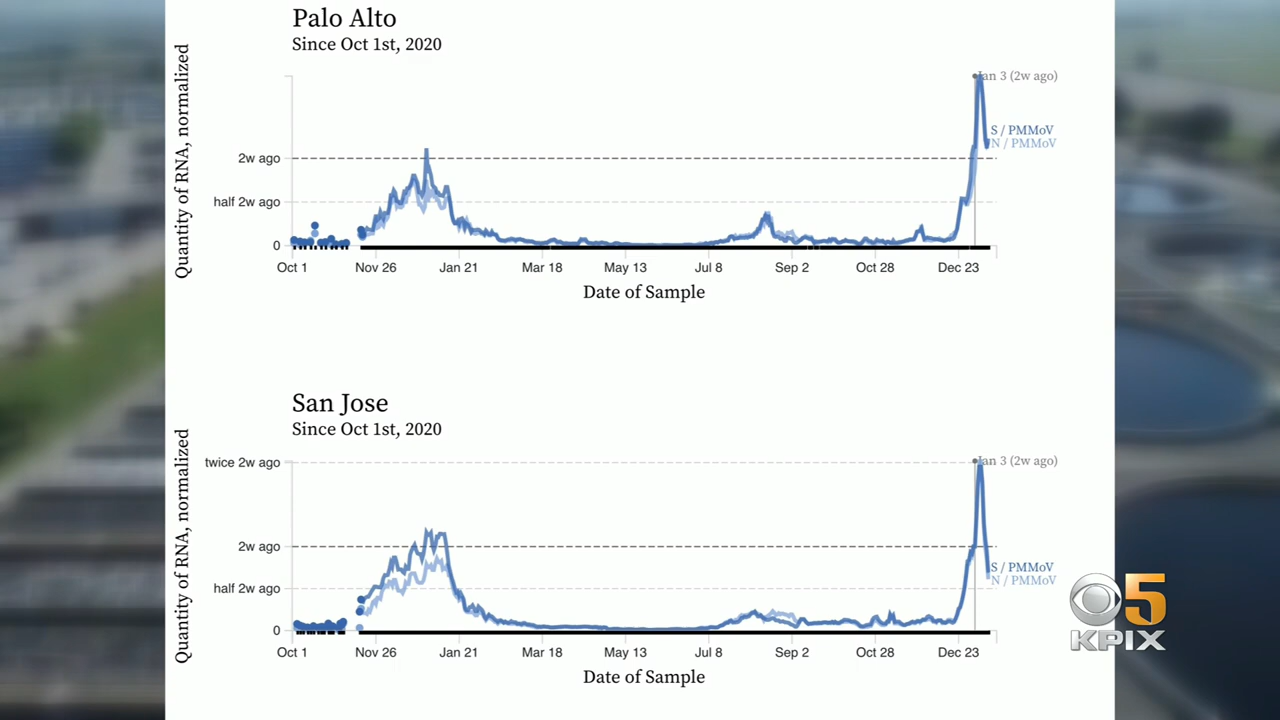 Palo Alto
Since Oct 1st, 2020
Quantity of RNA, normalized
Jan 3 (2w ago)
S / PMMoV
N / PMMoV
2w ago
half 2w ago
0
Oct 1 Nov 26 Jan 21 Mar 18 May 13 Jul 8 Sep 2 Oct 28 Dec 23
Date of Sample
San Jose
Since Oct 1st, 2020
Quantity of RNA, normalized
twice 2w ago
Jan 3 (2w ago)
2w ago
S / PMMoV
N / PMMoV
half 2w ago
0
Oct 1 Nov 26 Jan 21 Mar 18 May 13 Jul 8 Sep 2 Oct 28 Dec 23
Date of Sample
5
KPIX